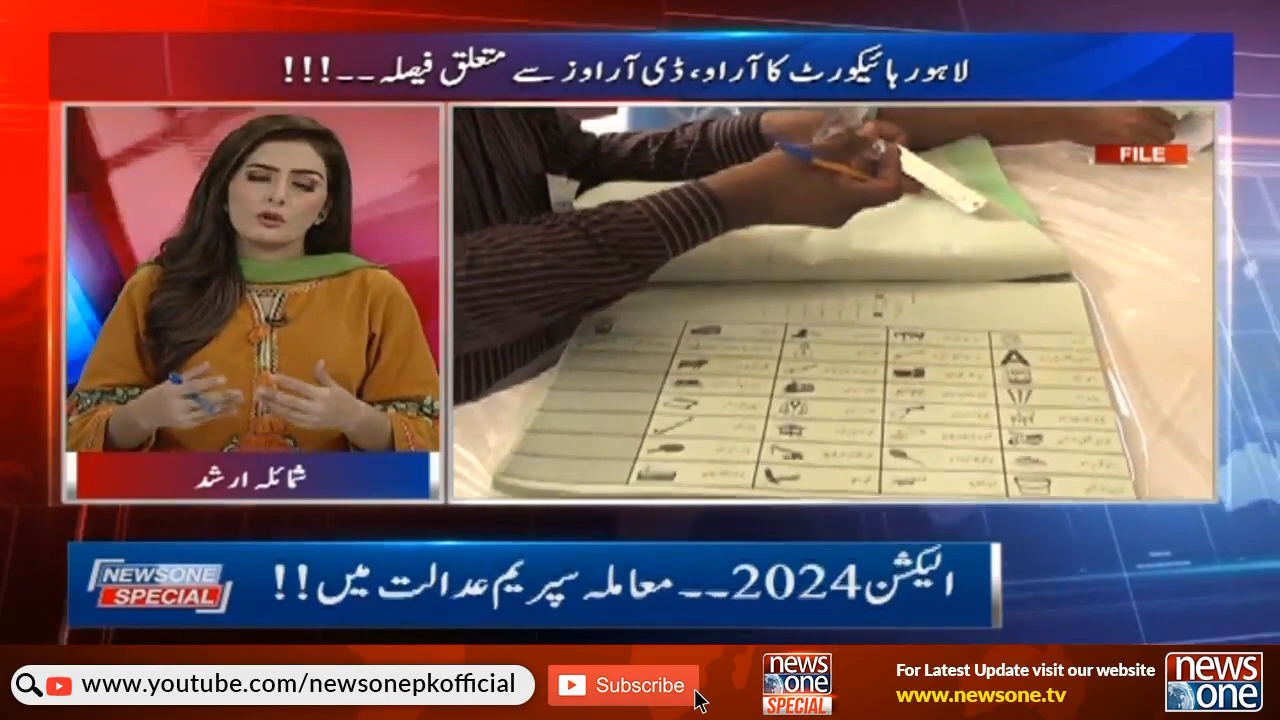 لاہور ہائیکورٹ کا آر او، ڈی آر اوز سے متعلق فیصلہ۔۔!!!
FILE
شمائلہ ارشد
NEWSONE
SPECIAL
الیکشن 2024۔۔ معاملہ سپریم عدالت میں!!
www.youtube.com/newsonepkofficial
Subscribe
news
one
SPECIAL
For Latest Update visit our website
www.newsone.tv
news
one